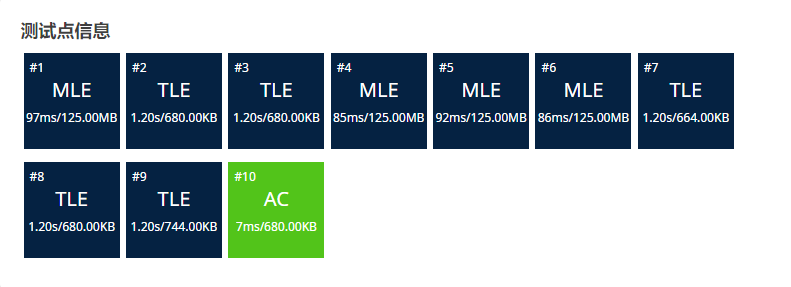 测试点信息
#1
MLE
97ms/125.00MB
#2
TLE
1.20s/680.00KB
#3
TLE
1.20s/680.00KB
#4
MLE
85ms/125.00MB
#5
MLE
92ms/125.00MB
#6
MLE
86ms/125.00MB
#7
TLE
1.20s/664.00KB
#8
TLE
1.20s/680.00KB
#9
TLE
1.20s/744.00KB
#10
AC
7ms/680.00KB